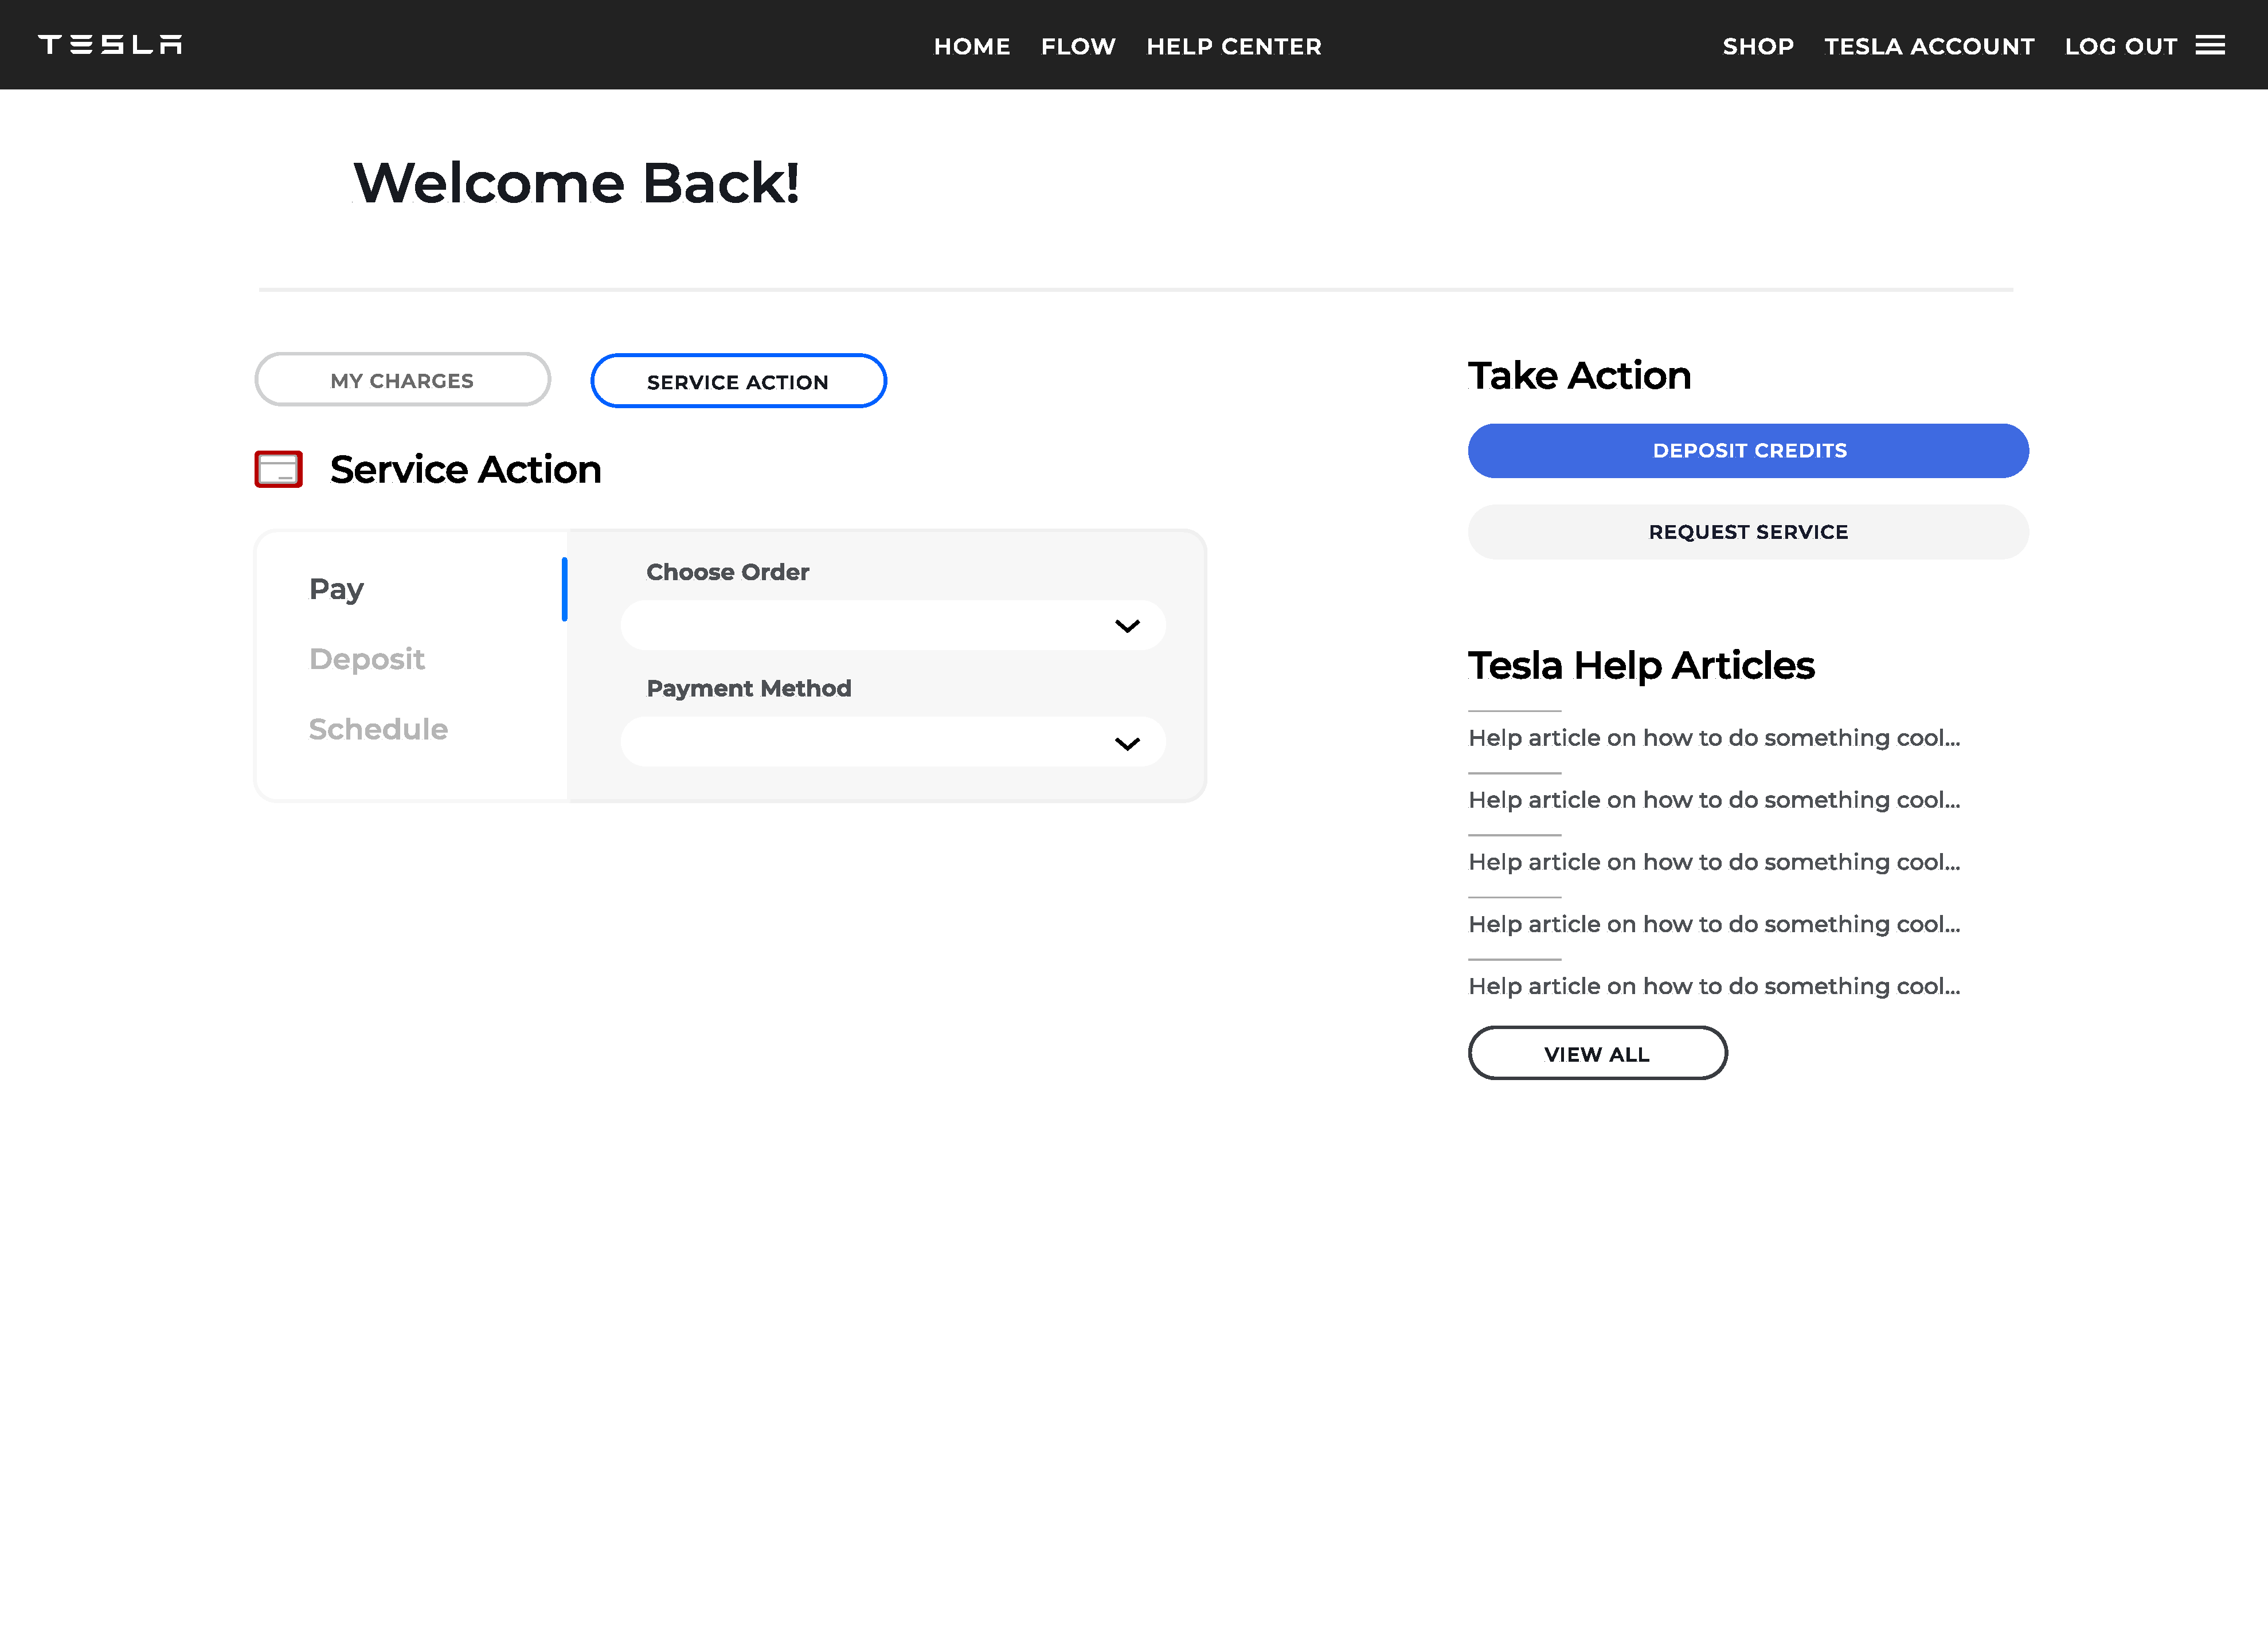 TESLA
HOME FLOW HELP CENTER
SHOP TESLA ACCOUNT LOG OUT
Welcome Back!
MY CHARGES
SERVICE ACTION
Service Action
Pay
Deposit
Schedule
Choose Order
Payment Method
Take Action
DEPOSIT CREDITS
REQUEST SERVICE
Tesla Help Articles
Help article on how to do something cool...
Help article on how to do something cool...
Help article on how to do something cool...
Help article on how to do something cool...
Help article on how to do something cool...
VIEW ALL